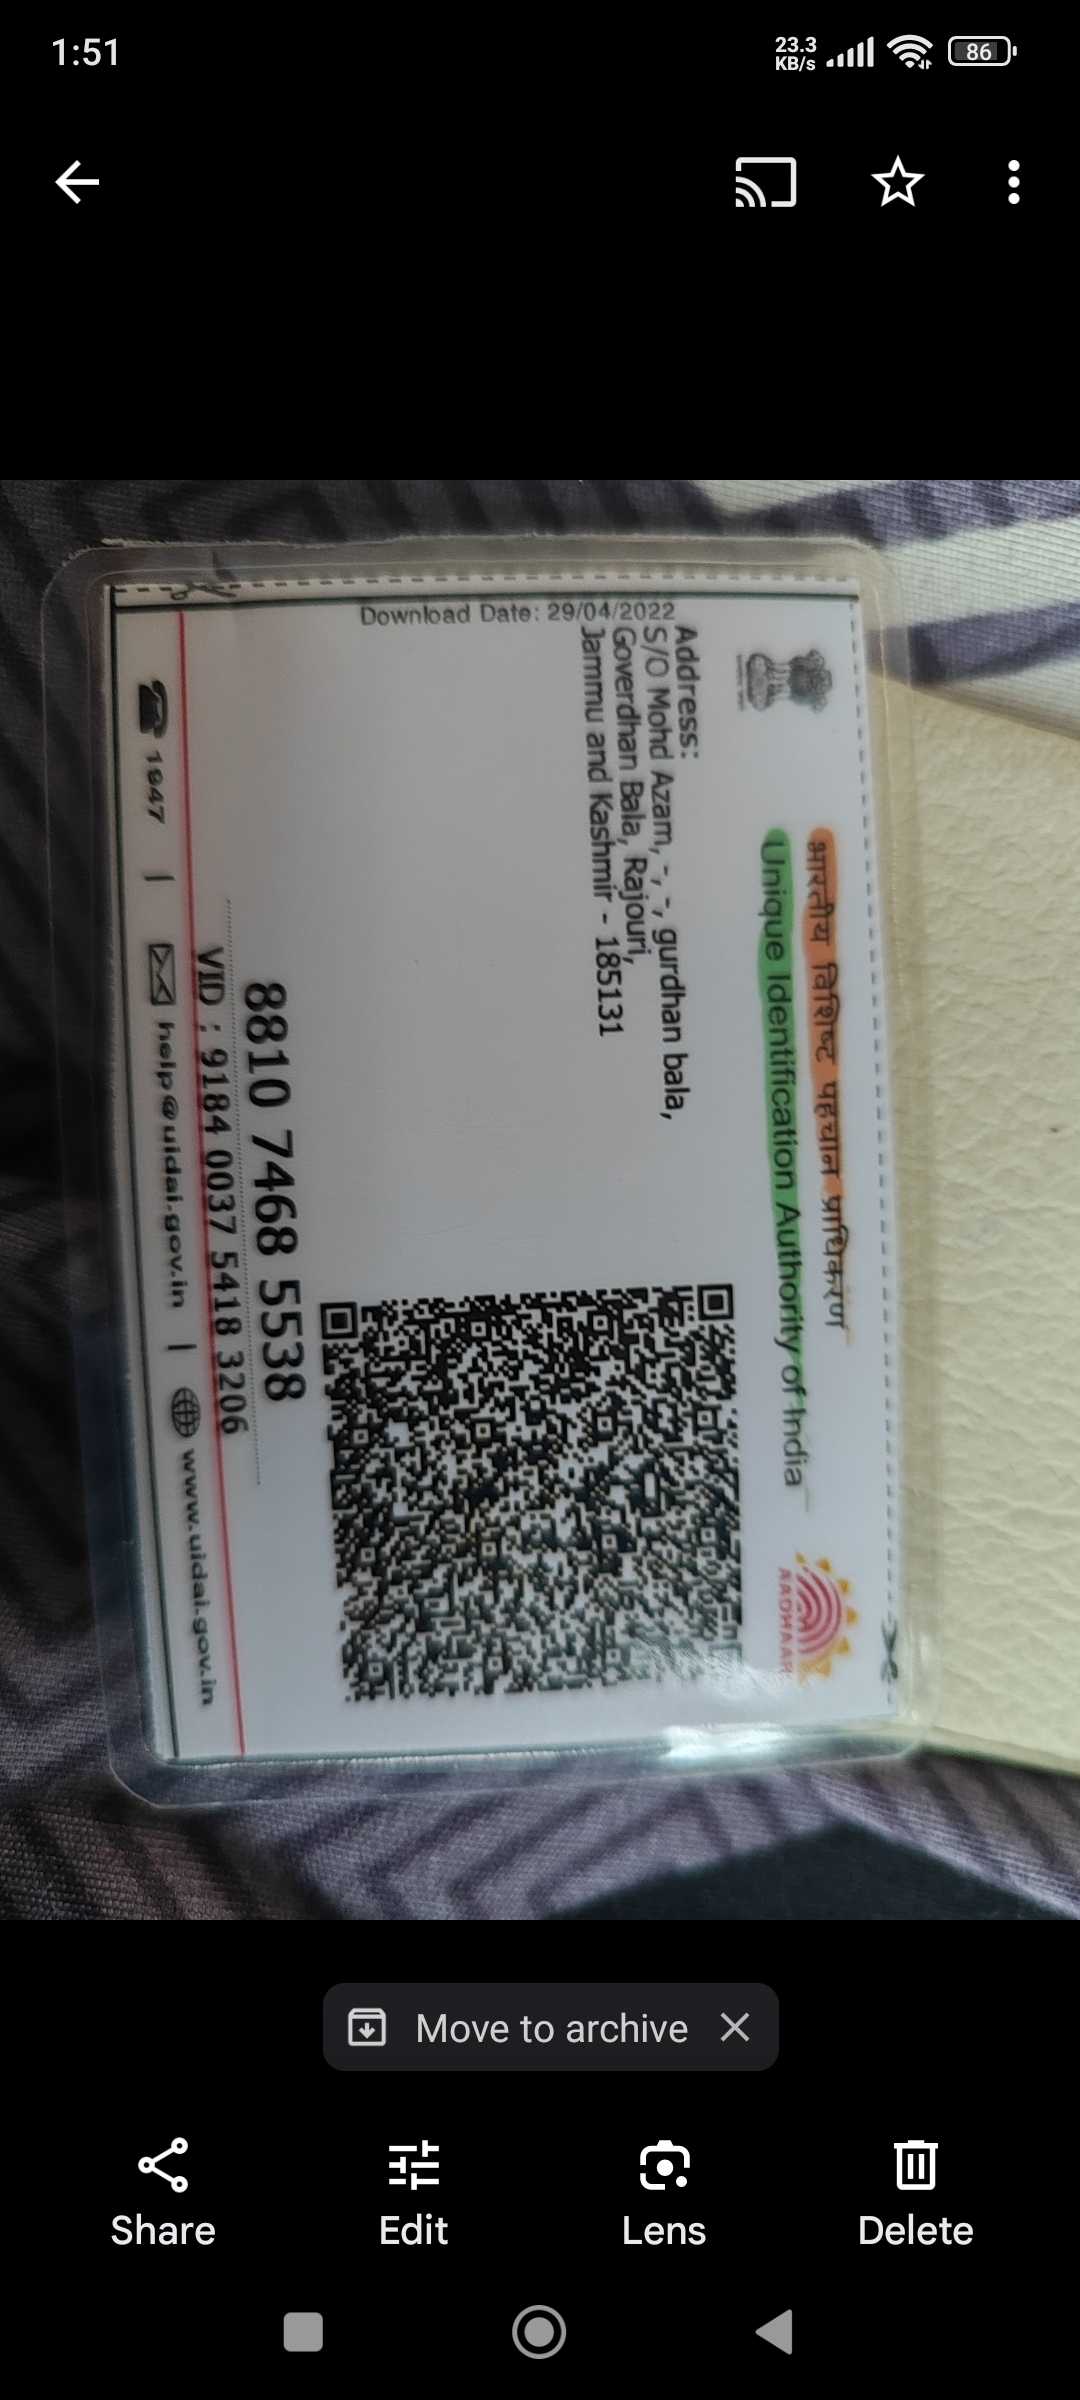 1:51
23.3
KB/s
86
भारतीय विशिष्ट पहचान प्राधिकरण
Unique Identification Authority of India
AADHAAR
Download Date: 29/04/2022
Address:
S/O Mohd Azam, -, -, gurdhan bala,
Goverdhan Bala, Rajouri,
Jammu and Kashmir - 185131
8810 7468 5538
VID : 9184 0037 5418 3206
1947 | help@uidai.gov.in | www.uidai.gov.in
Move to archive
Share
Edit
Lens
Delete